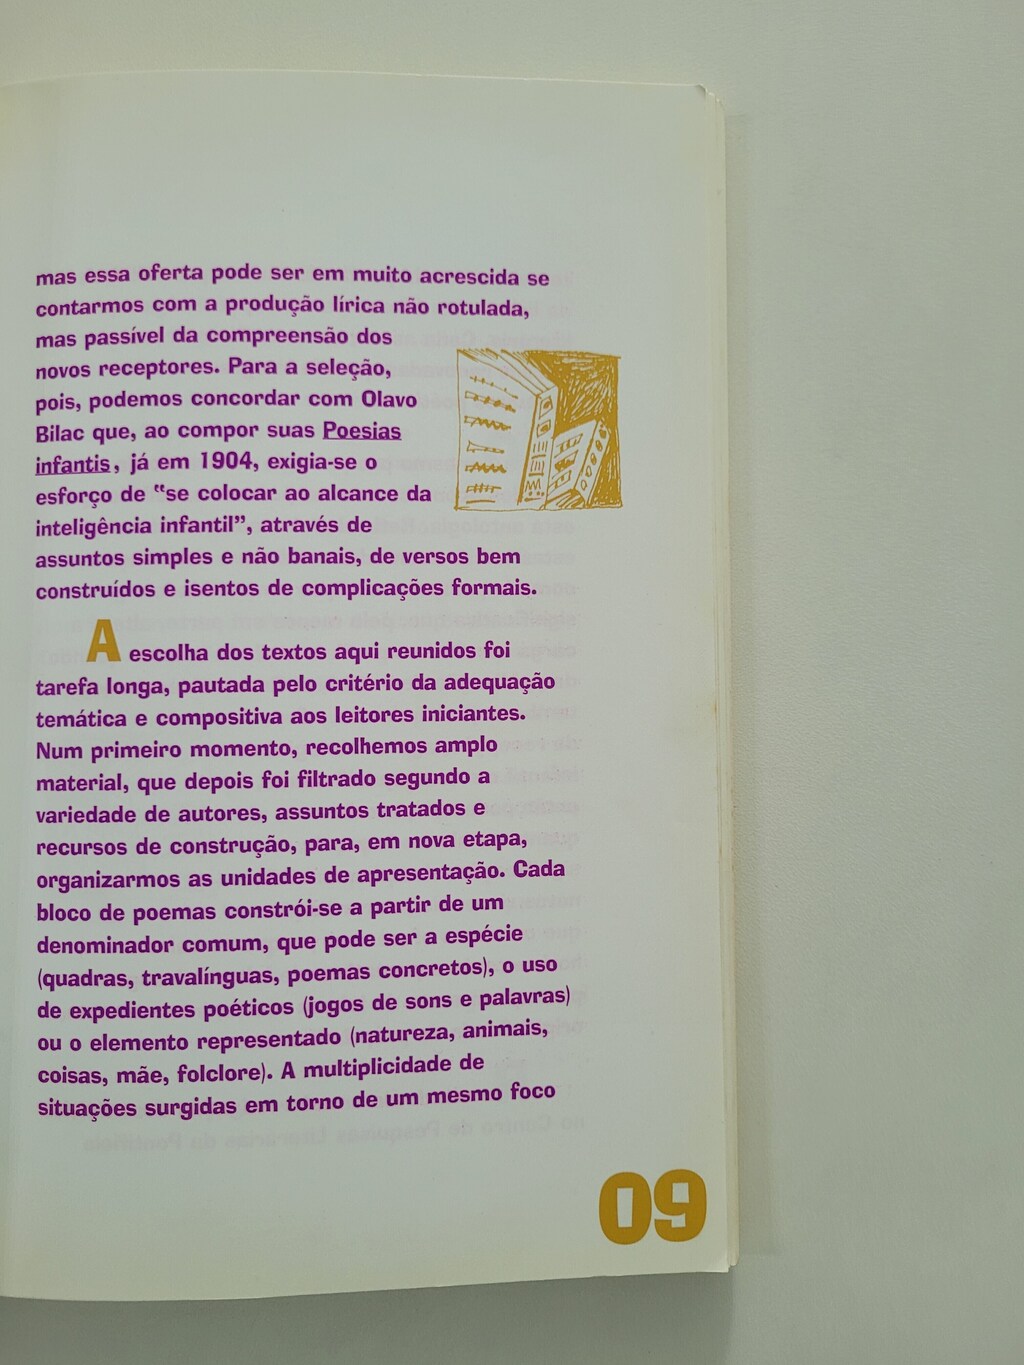 mas essa oferta pode ser em muito acrescida se
contarmos com a produção lírica não rotulada,
mas passível da compreensão dos
novos receptores. Para a seleção,
pois, podemos concordar com Olavo
Bilac que, ao compor suas Poesias
infantis, já em 1904, exigia-se o
esforço de “se colocar ao alcance da
inteligência infantil”, através de
assuntos simples e não banais, de versos bem
construídos e isentos de complicações formais.
A escolha dos textos aqui reunidos foi
tarefa longa, pautada pelo critério da adequação
temática e compositiva aos leitores iniciantes.
Num primeiro momento, recolhemos amplo
material, que depois foi filtrado segundo a
variedade de autores, assuntos tratados e
recursos de construção, para, em nova etapa,
organizarmos as unidades de apresentação. Cada
bloco de poemas constrói-se a partir de um
denominador comum, que pode ser a espécie
(quadras, travalínguas, poemas concretos), o uso
de expedientes poéticos (jogos de sons e palavras)
ou o elemento representado (natureza, animais,
coisas, mãe, folclore). A multiplicidade de
situações surgidas em torno de um mesmo foco
09